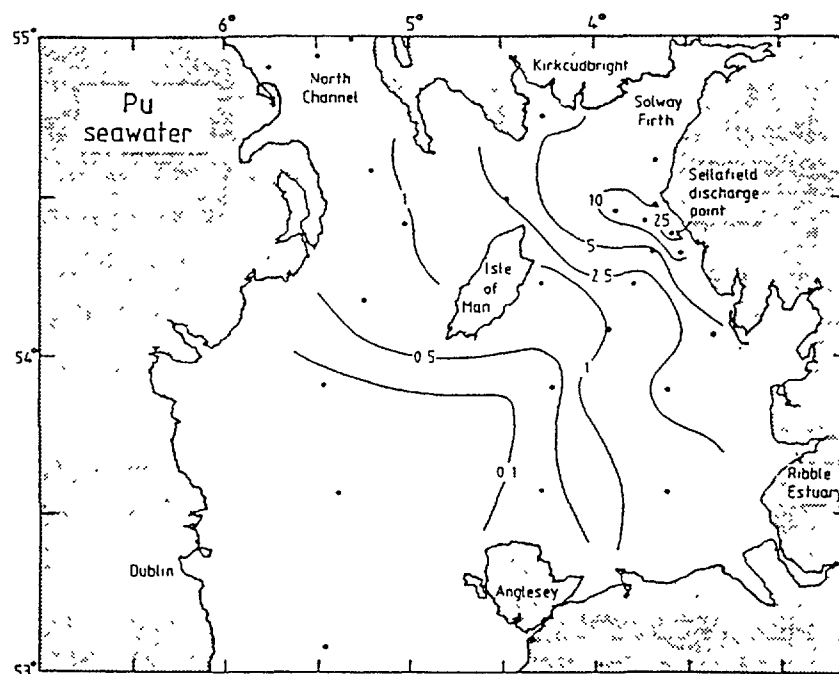 6°
5°
4°
3°
55°
Pu
seawater
North
Channel
Kirkcudbright
Solway
Firth
Sellafield
discharge
point
1
10
25
5
2 5
Isle
of
Man
54°
0 5
1
0 1
Ribble
Estuary
Dublin
Anglesey
53°